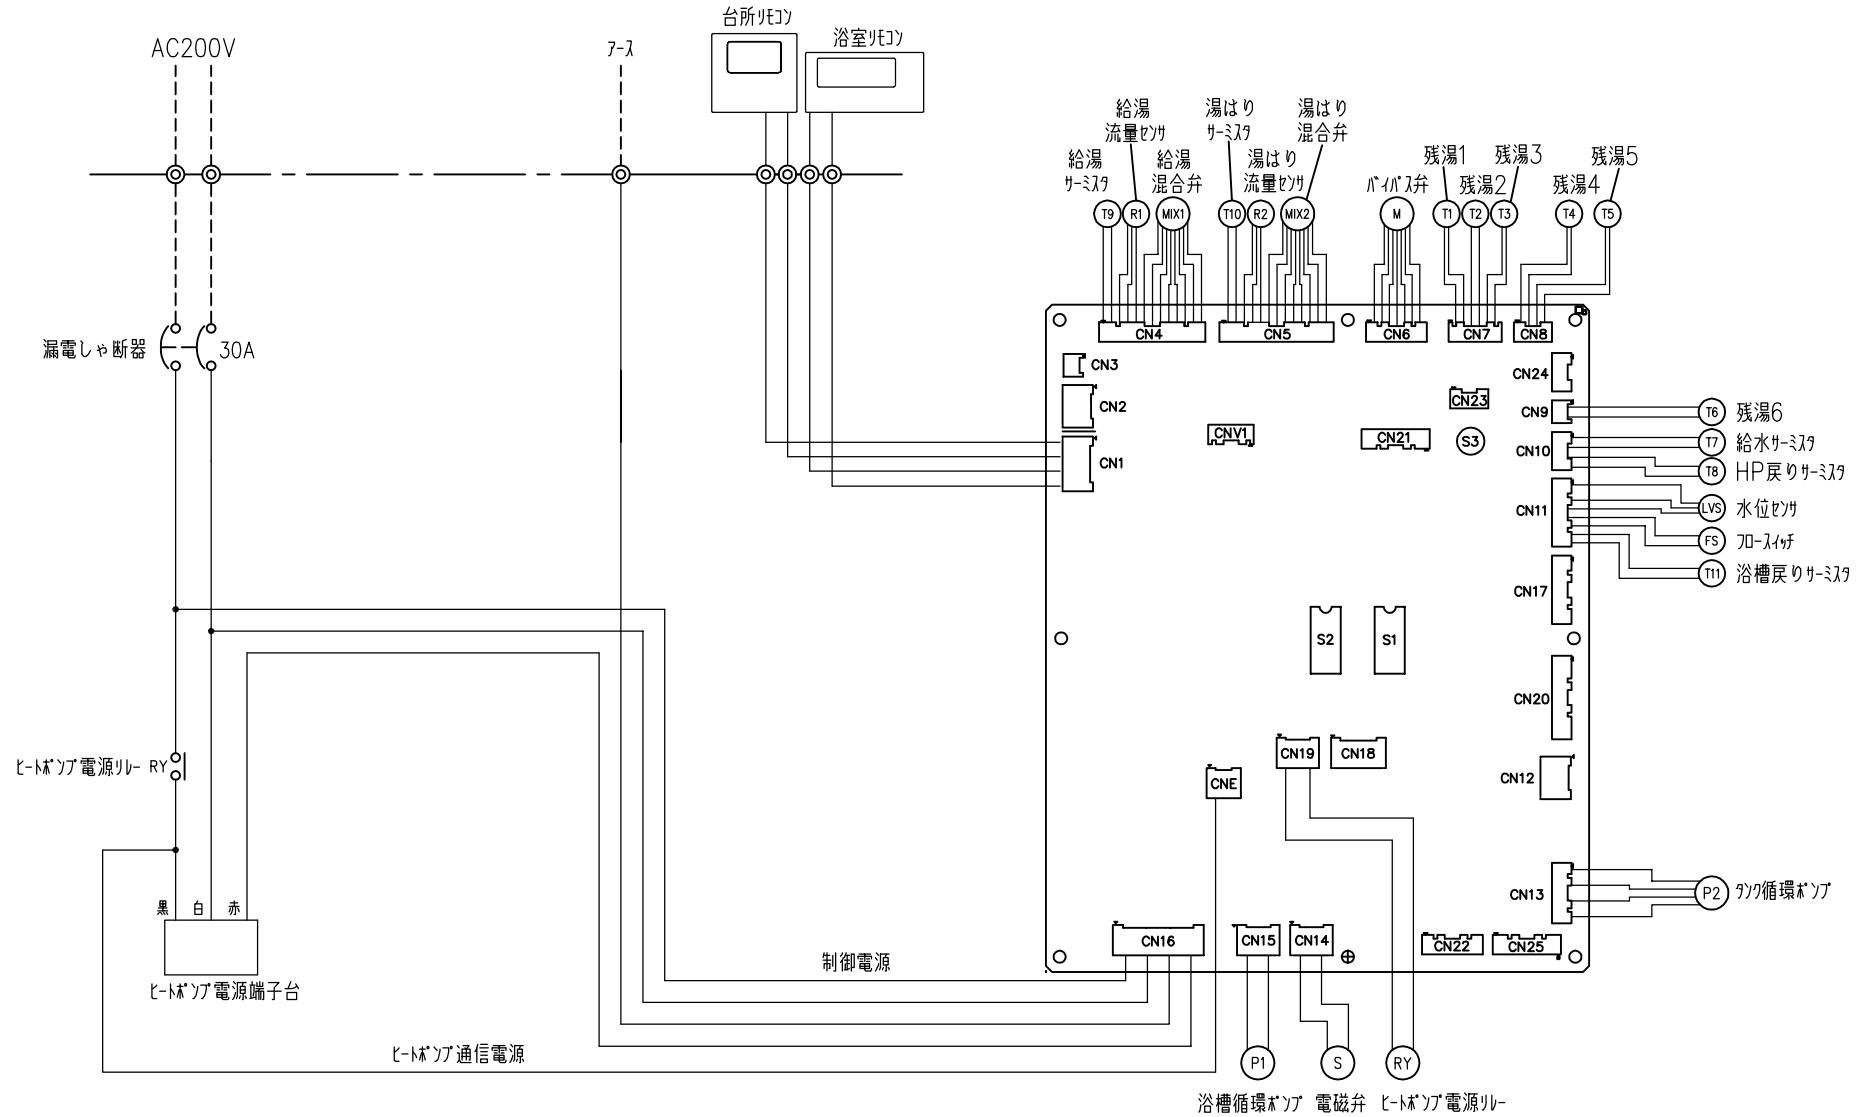 台所ﾘﾓｺﾝ
浴室ﾘﾓｺﾝ
AC200V
ｱｰｽ
給湯
ｻｰﾐｽﾀ
給湯
流量ｾﾝｻ
給湯
混合弁
湯はり
ｻｰﾐｽﾀ
湯はり
流量ｾﾝｻ
湯はり
混合弁
ﾊﾞｲﾊﾟｽ弁
残湯1
残湯2
残湯3
残湯4
残湯5
T9
R1
MIX1
T10
R2
MIX2
M
T1
T2
T3
T4
T5
CN4
CN5
CN6
CN7
CN8
漏電しゃ断器
30A
CN3
CN2
CN1
CNV1
CN21
CN23
S3
CN24
CN9
T6 残湯6
CN10
T7 給水ｻｰﾐｽﾀ
T8 HP戻りｻｰﾐｽﾀ
CN11
LVS 水位ｾﾝｻ
FS ﾌﾛｰｽｲｯﾁ
T11 浴槽戻りｻｰﾐｽﾀ
CN17
S2
S1
CN20
ﾋｰﾄﾎﾟﾝﾌﾟ電源ﾘﾚｰ RY
CN19
CN18
CNE
CN12
CN13
P2 ﾀﾝｸ循環ﾎﾟﾝﾌﾟ
黒 白 赤
ﾋｰﾄﾎﾟﾝﾌﾟ電源端子台
CN16
CN15
CN14
CN22
CN25
制御電源
ﾋｰﾄﾎﾟﾝﾌﾟ通信電源
P1
S
RY
浴槽循環ﾎﾟﾝﾌﾟ 電磁弁 ﾋｰﾄﾎﾟﾝﾌﾟ電源ﾘﾚｰ